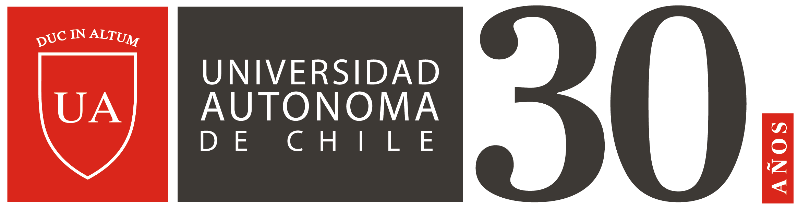 DUC IN ALTUM
UA
UNIVERSIDAD
AUTONOMA
DE CHILE
30
AÑOS